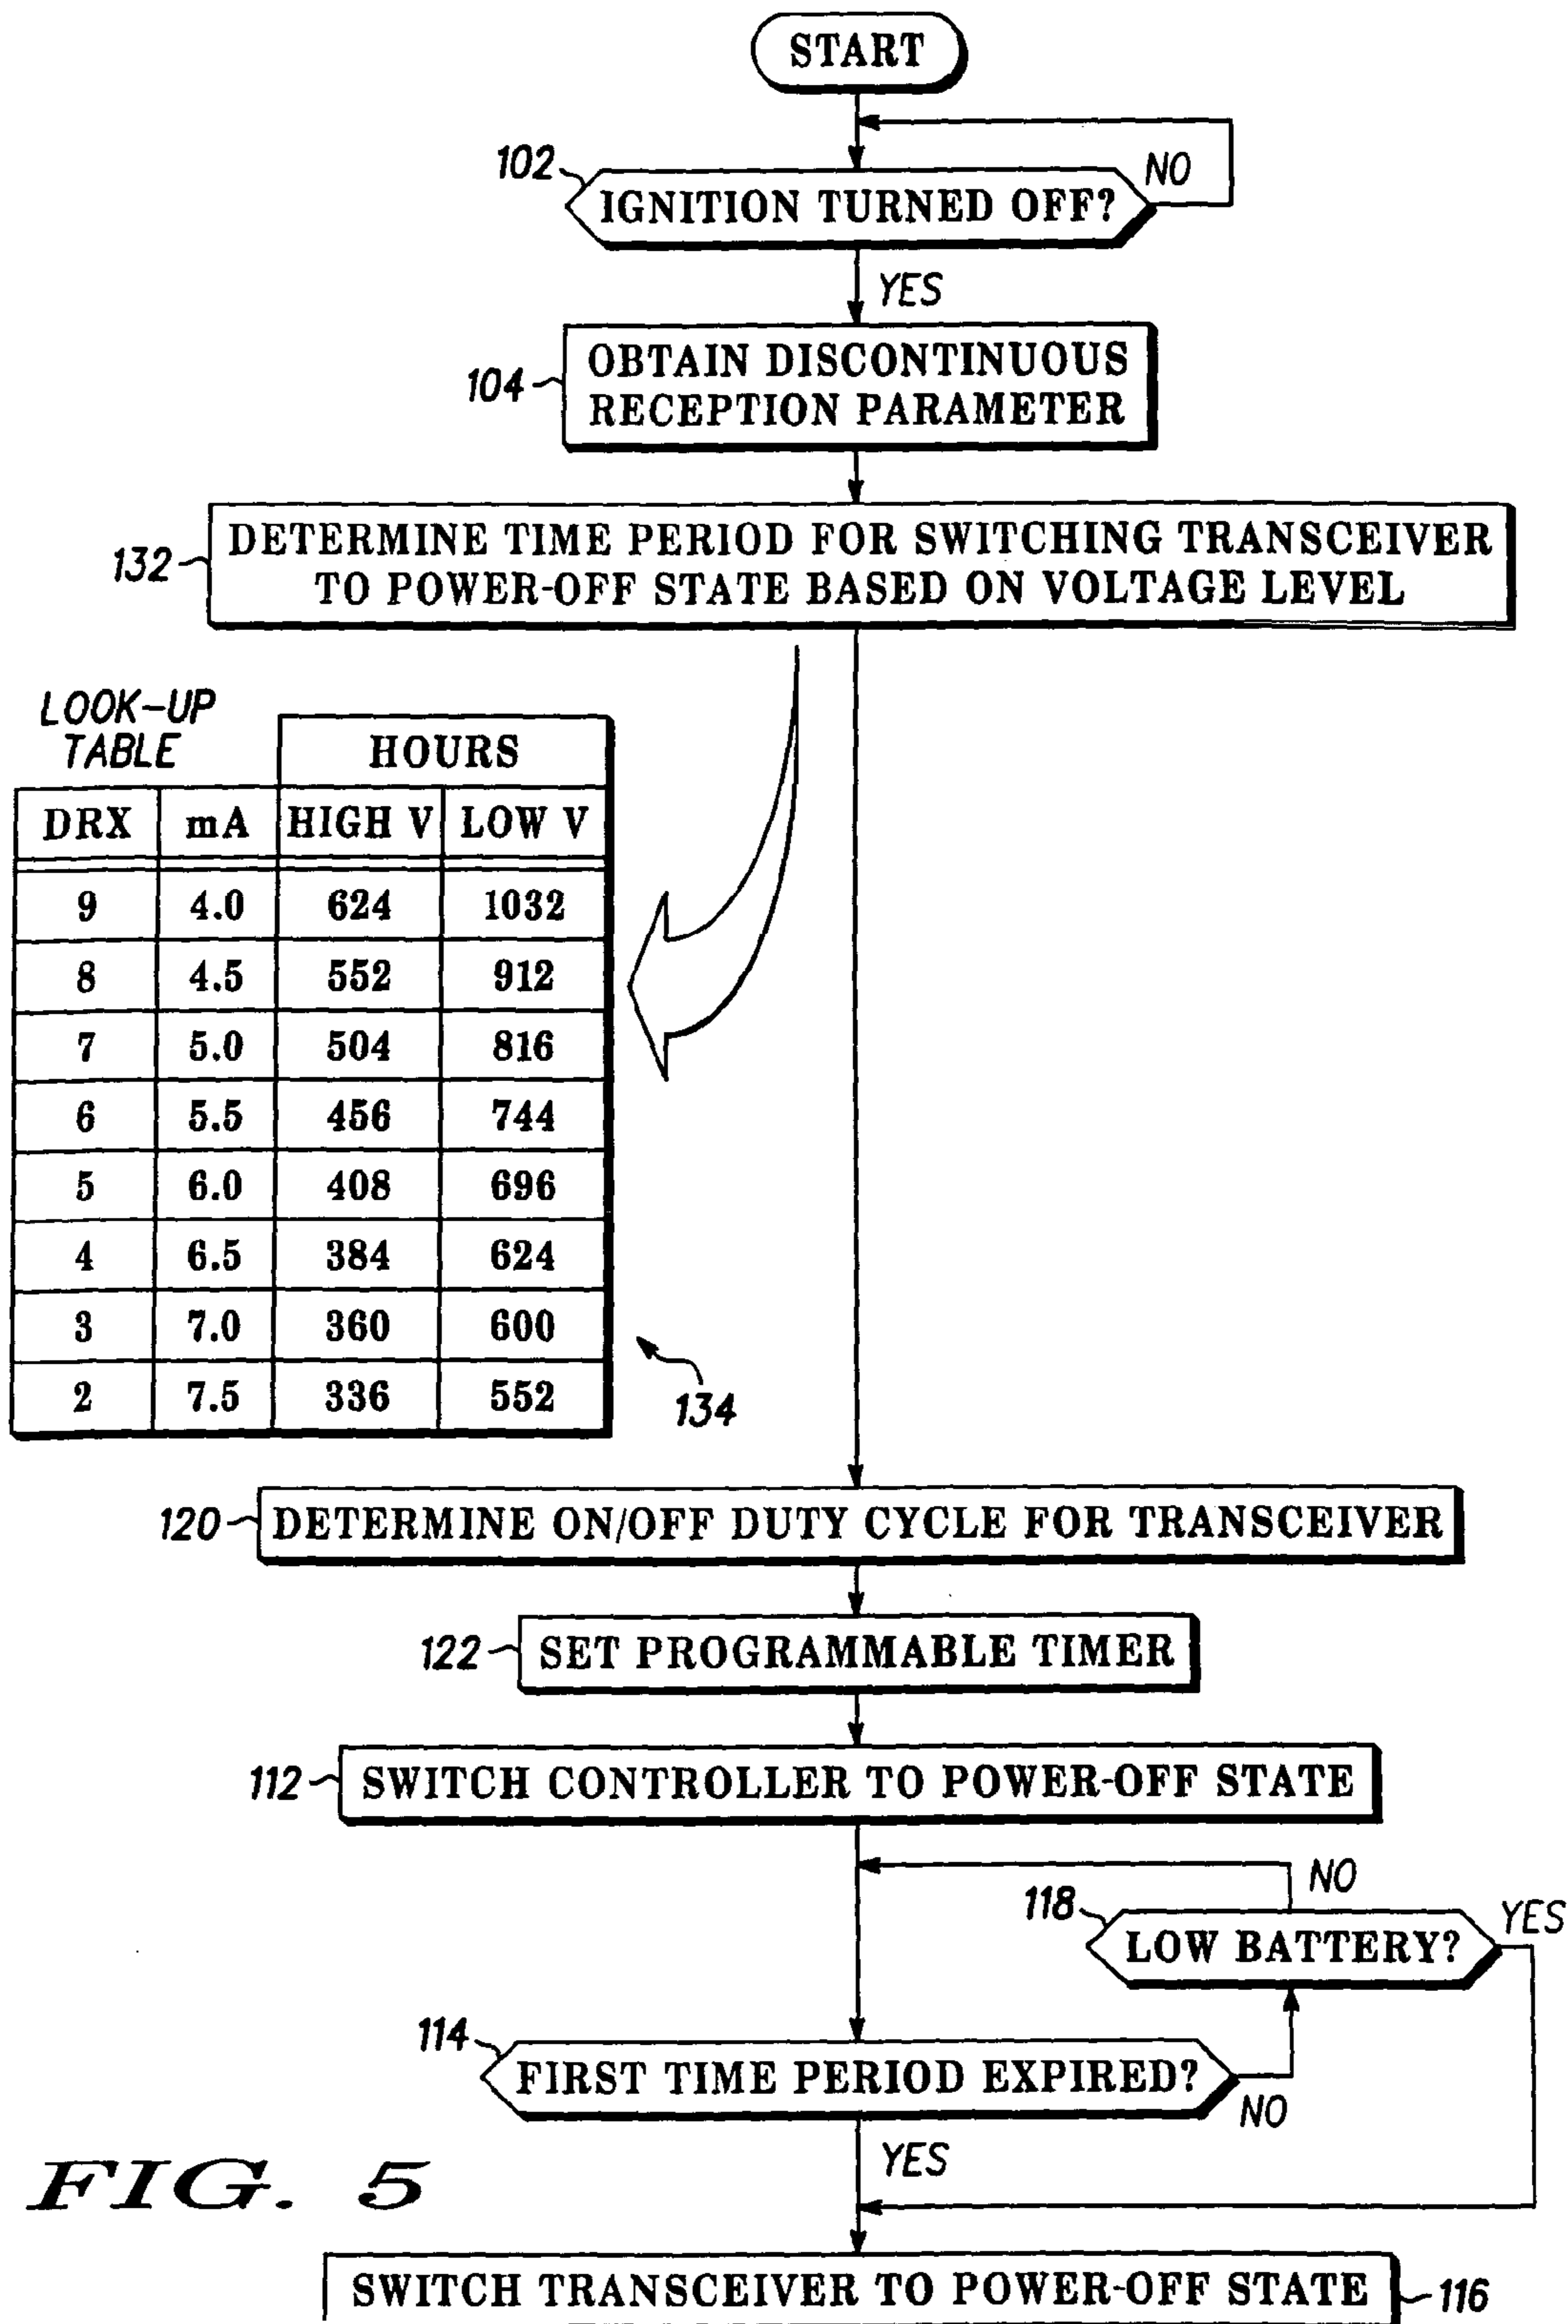 START
102
IGNITION TURNED OFF?
NO
YES
104
OBTAIN DISCONTINUOUS
RECEPTION PARAMETER
132
DETERMINE TIME PERIOD FOR SWITCHING TRANSCEIVER
TO POWER-OFF STATE BASED ON VOLTAGE LEVEL
LOOK-UP
TABLE
HOURS
DRX mA HIGH V LOW V
9 4.0 624 1032
8 4.5 552 912
7 5.0 504 816
6 5.5 456 744
5 6.0 408 696
4 6.5 384 624
3 7.0 360 600
2 7.5 336 552
134
120
DETERMINE ON/OFF DUTY CYCLE FOR TRANSCEIVER
122
SET PROGRAMMABLE TIMER
112
SWITCH CONTROLLER TO POWER-OFF STATE
NO
118
LOW BATTERY?
YES
114
FIRST TIME PERIOD EXPIRED?
NO
YES
FIG. 5
SWITCH TRANSCEIVER TO POWER-OFF STATE
116